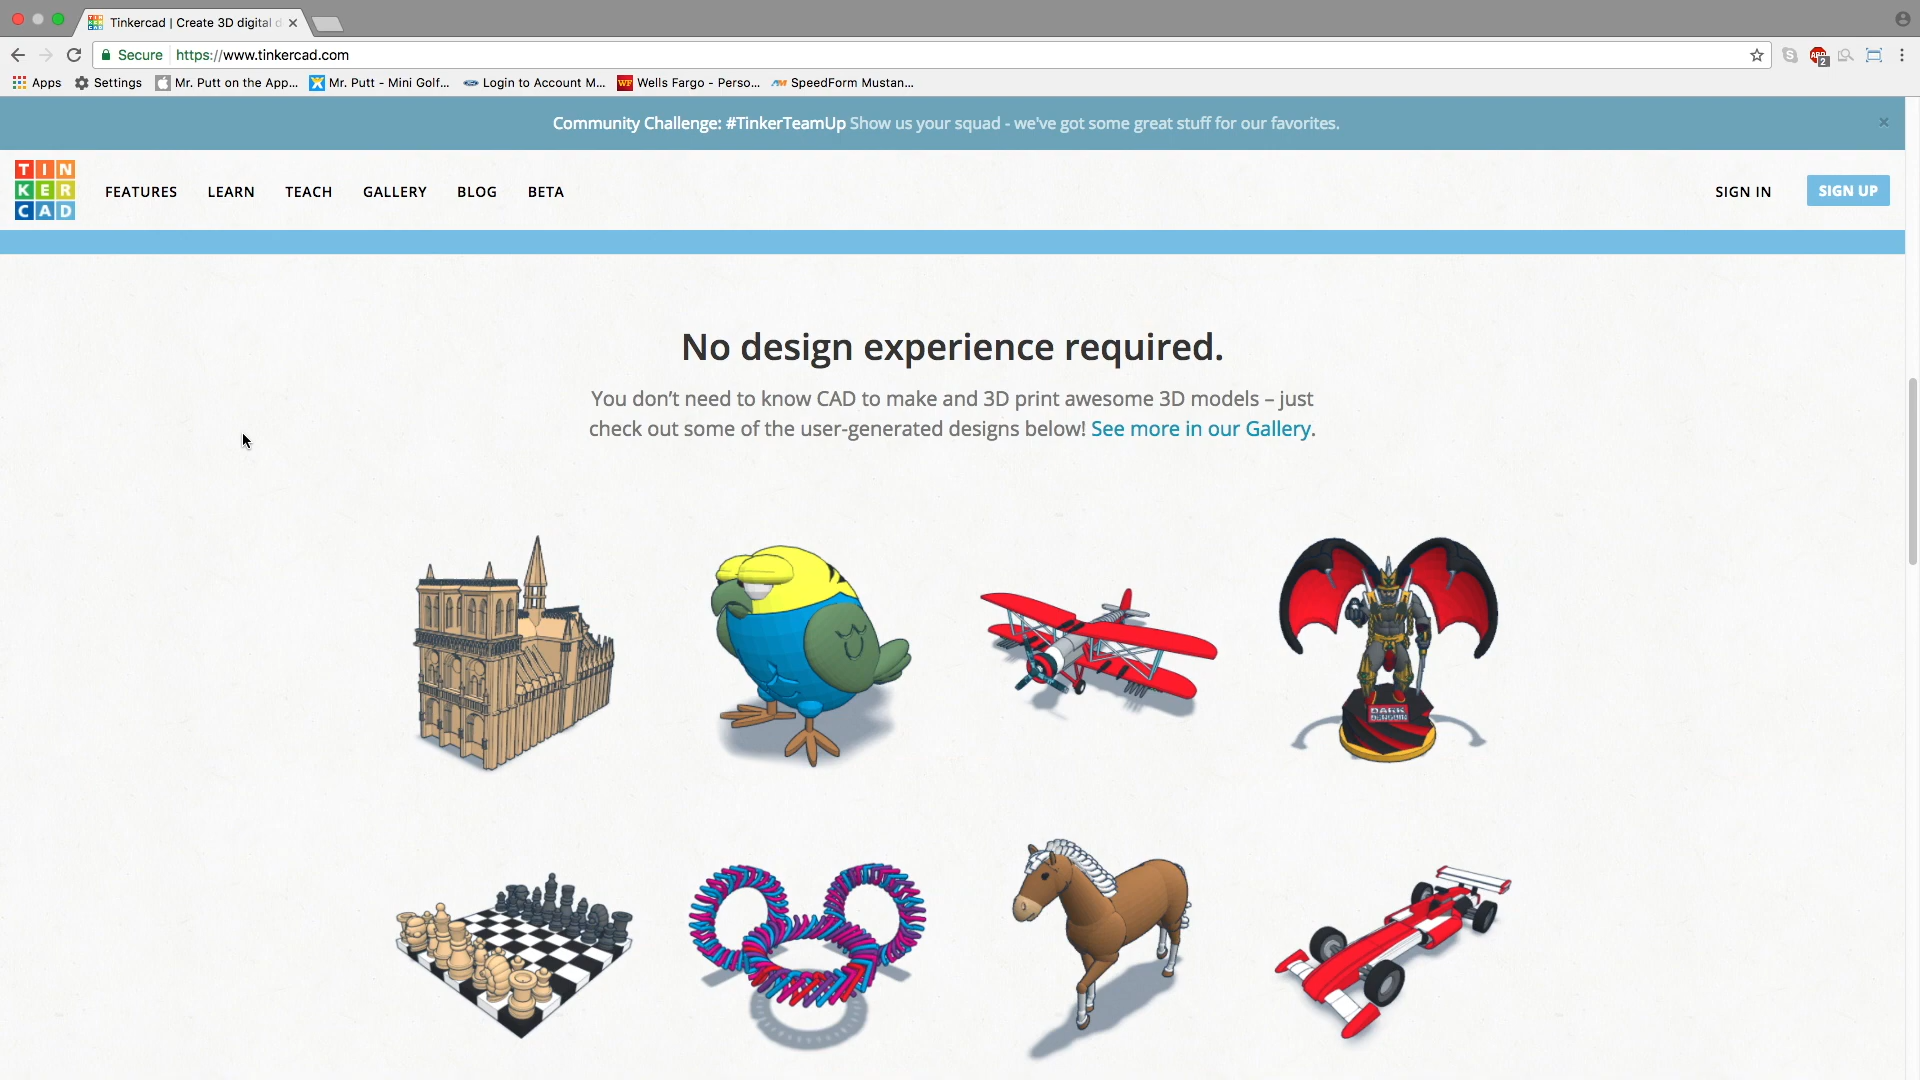 Tinkercad | Create 3D digital d
Secure https://www.tinkercad.com
ABP 2
Apps Settings Mr. Putt on the App... Mr. Putt - Mini Golf... Login to Account M... WF Wells Fargo - Perso... SpeedForm Mustan...
Community Challenge: #TinkerTeamUp Show us your squad - we've got some great stuff for our favorites.
TIN
KER
CAD
FEATURES LEARN TEACH GALLERY BLOG BETA SIGN IN SIGN UP
No design experience required.
You don’t need to know CAD to make and 3D print awesome 3D models – just
check out some of the user-generated designs below! See more in our Gallery.
DARK